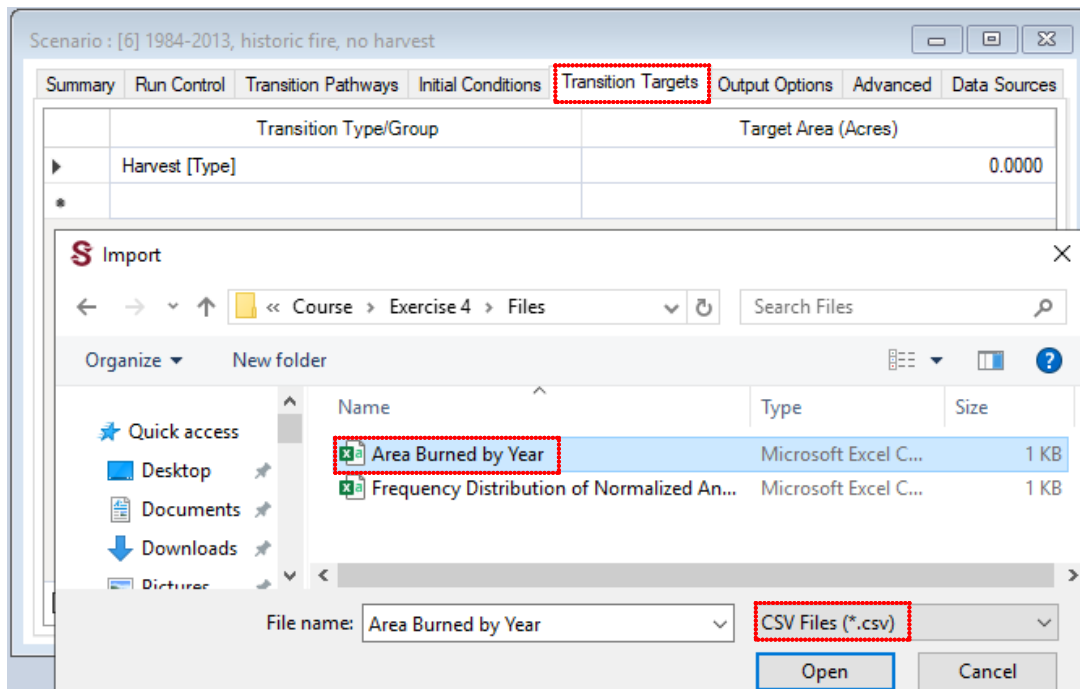 Scenario : [6] 1984-2013, historic fire, no harvest
Summary Run Control Transition Pathways Initial Conditions Transition Targets Output Options Advanced Data Sources
Transition Type/Group Target Area (Acres)
Harvest [Type] 0.0000
S Import
« Course > Exercise 4 > Files Search Files
Organize New folder ?
Name Type Size
Quick access
Area Burned by Year Microsoft Excel C... 1 KB
Desktop
Frequency Distribution of Normalized An... Microsoft Excel C... 1 KB
Documents
Downloads
Pictures
File name: Area Burned by Year CSV Files (*.csv)
Open Cancel